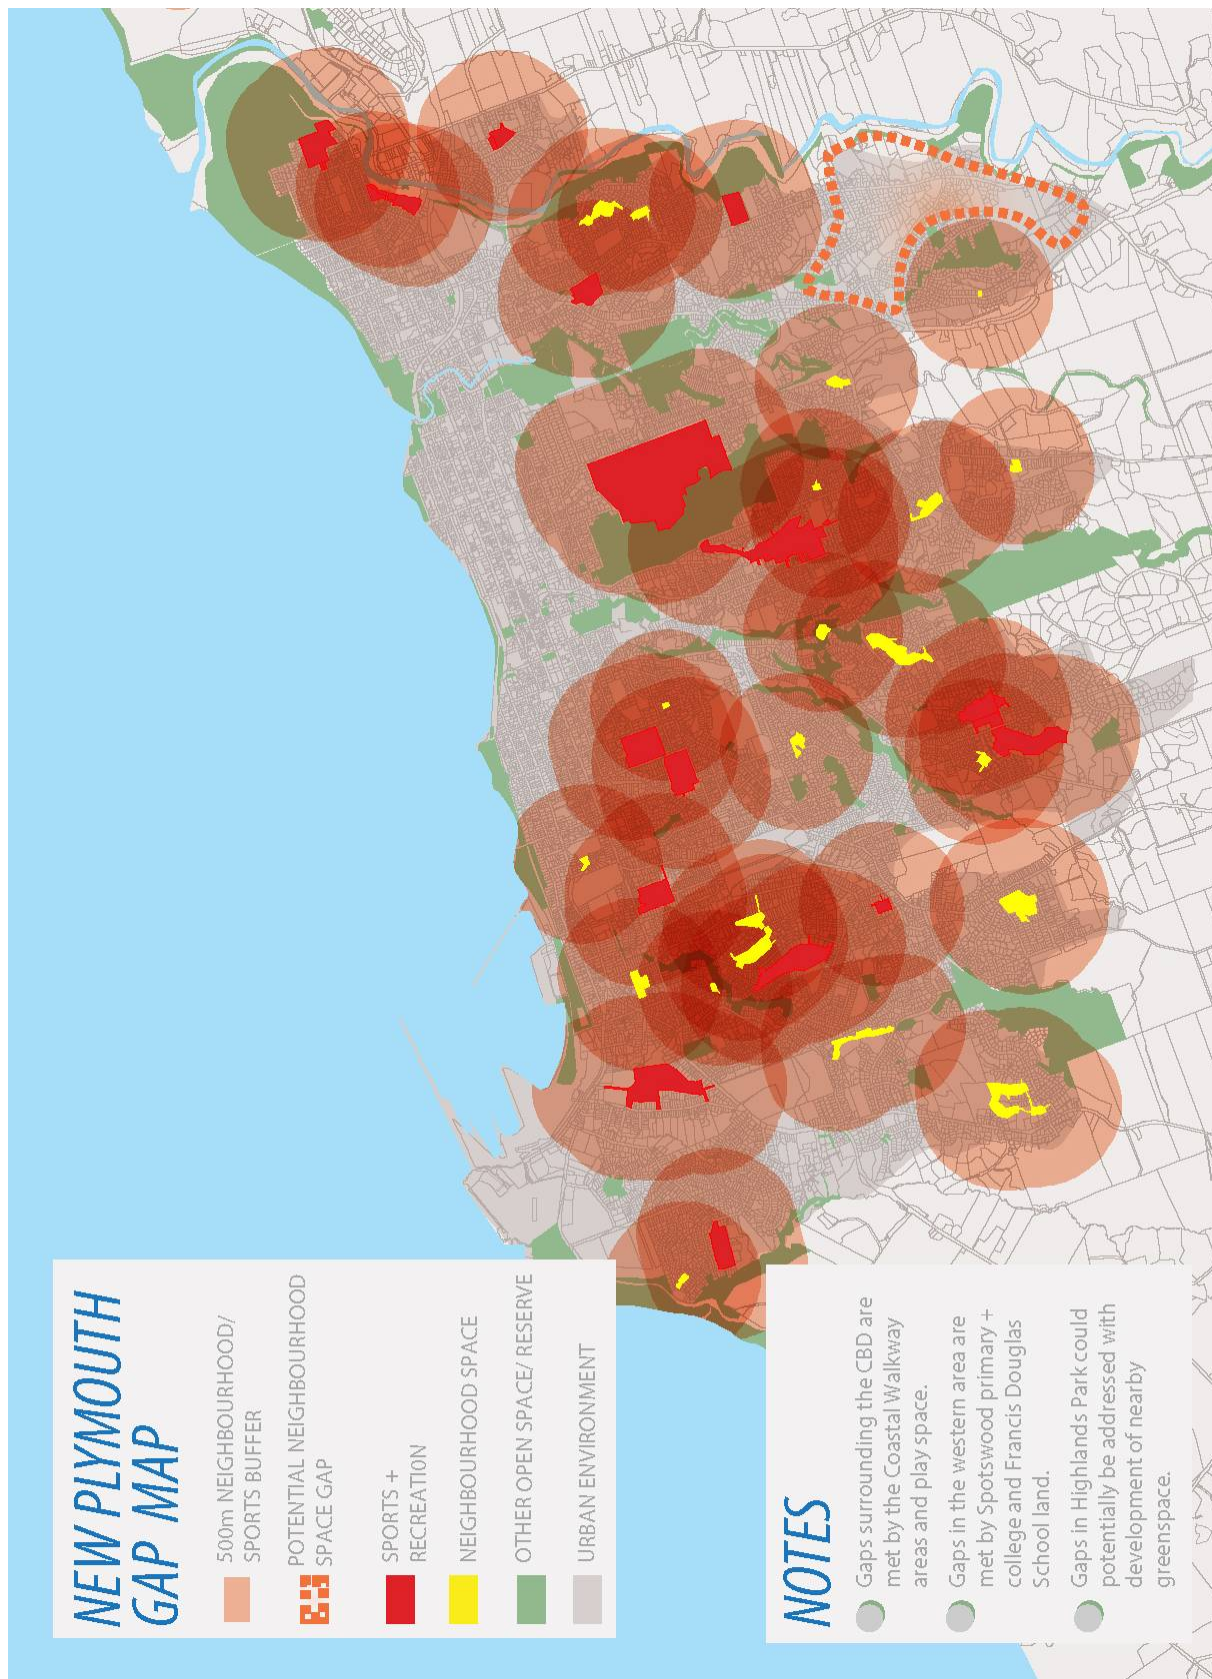 NEW PLYMOUTH
GAP MAP
500m NEIGHBOURHOOD/
SPORTS BUFFER
POTENTIAL NEIGHBOURHOOD
SPACE GAP
SPORTS +
RECREATION
NEIGHBOURHOOD SPACE
OTHER OPEN SPACE/ RESERVE
URBAN ENVIRONMENT
NOTES
Gaps surrounding the CBD are
met by the Coastal Walkway
areas and play space.
Gaps in the western area are
met by Spotswood primary +
college and Francis Douglas
School land.
Gaps in Highlands Park could
potentially be addressed with
development of nearby
greenspace.